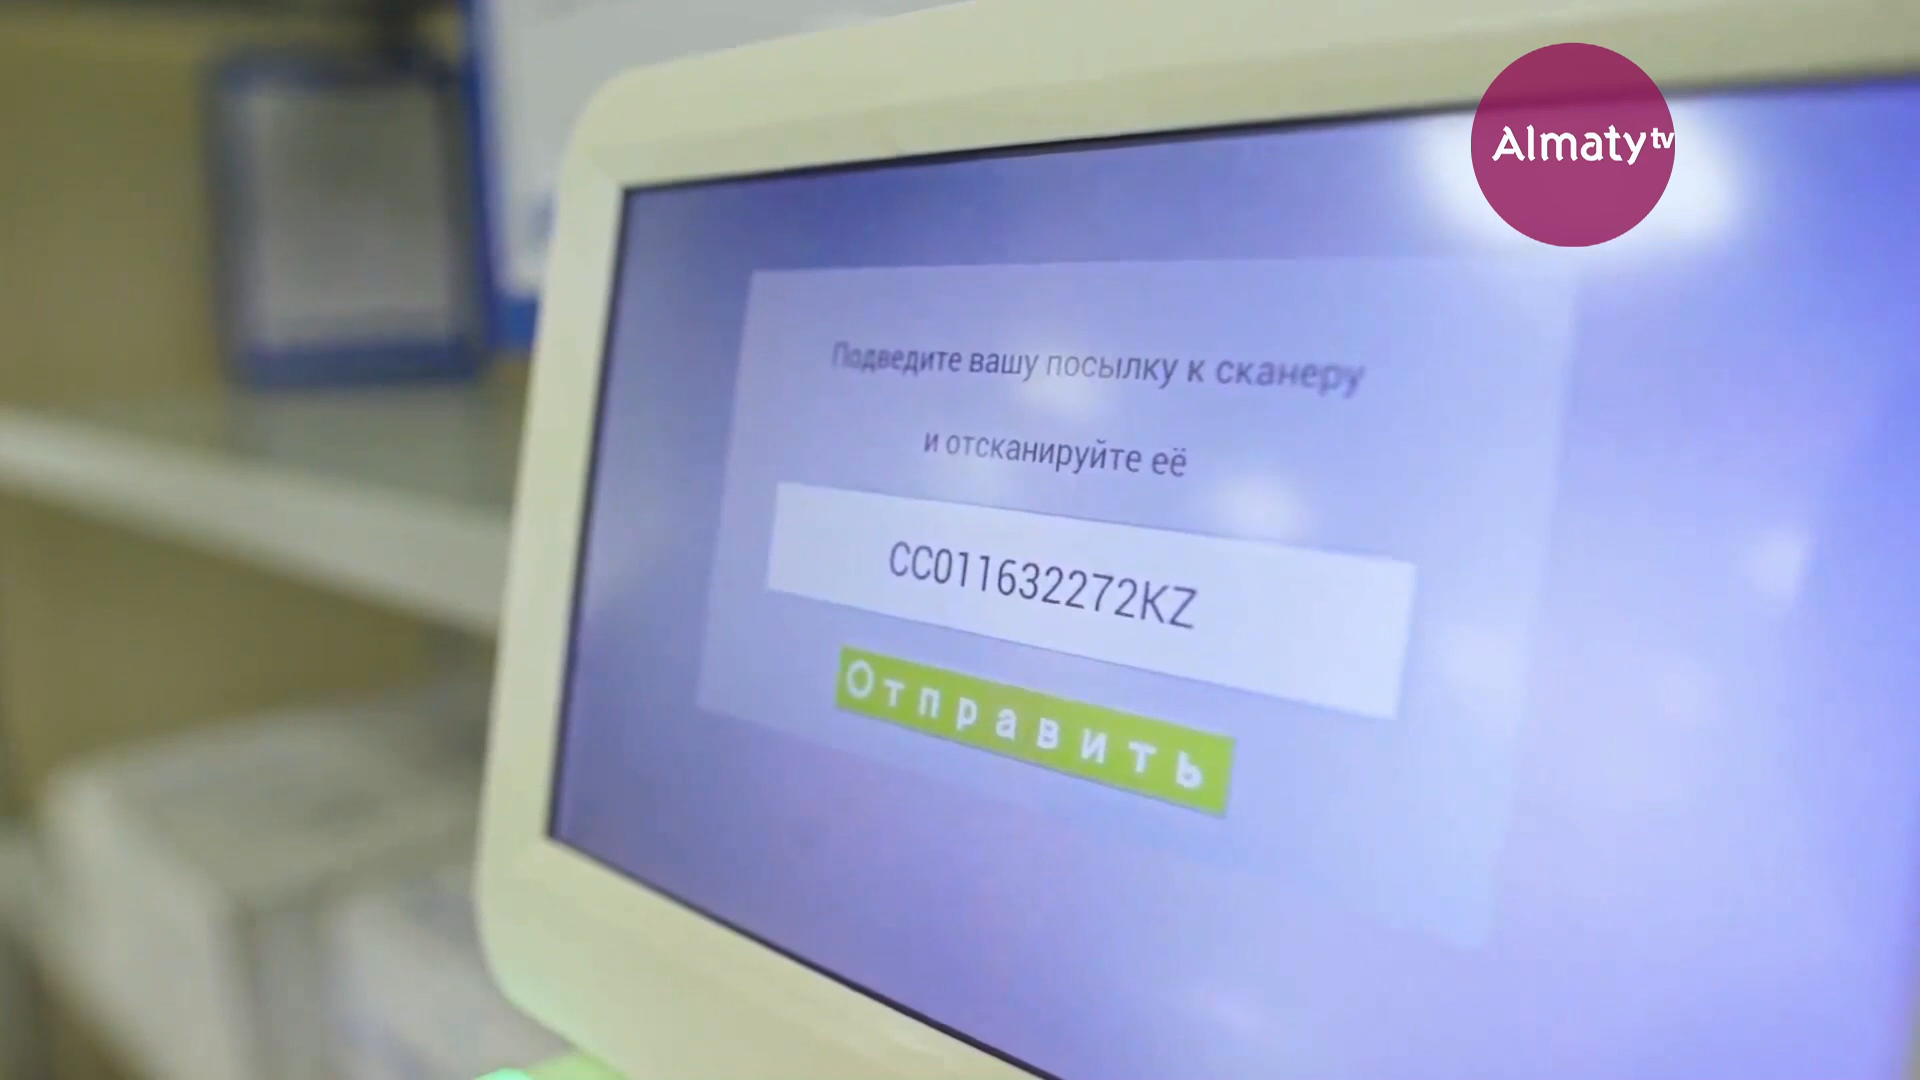 Almaty tv
Подведите вашу посылку к сканеру
и отсканируйте её
CC011632272KZ
Отправить